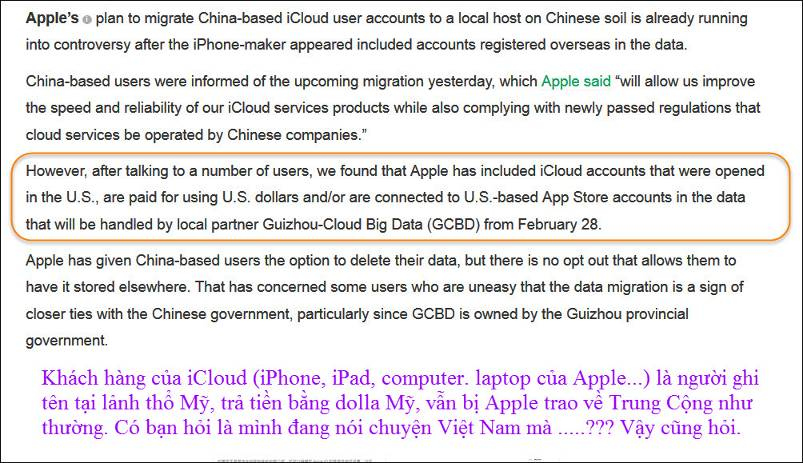 Apple's plan to migrate China-based iCloud user accounts to a local host on Chinese soil is already running
into controversy after the iPhone-maker appeared included accounts registered overseas in the data.
China-based users were informed of the upcoming migration yesterday, which Apple said “will allow us improve
the speed and reliability of our iCloud services products while also complying with newly passed regulations that
cloud services be operated by Chinese companies.”
However, after talking to a number of users, we found that Apple has included iCloud accounts that were opened
in the U.S., are paid for using U.S. dollars and/or are connected to U.S.-based App Store accounts in the data
that will be handled by local partner Guizhou-Cloud Big Data (GCBD) from February 28.
Apple has given China-based users the option to delete their data, but there is no opt out that allows them to
have it stored elsewhere. That has concerned some users who are uneasy that the data migration is a sign of
closer ties with the Chinese government, particularly since GCBD is owned by the Guizhou provincial
government.
Khách hàng của iCloud (iPhone, iPad, computer. laptop của Apple...) là người ghi
tên tại lảnh thổ Mỹ, trả tiền bằng dolla Mỹ, vẫn bị Apple trao về Trung Cộng như
thường. Có bạn hỏi là mình đang nói chuyện Việt Nam mà .....??? Vậy cũng hỏi.